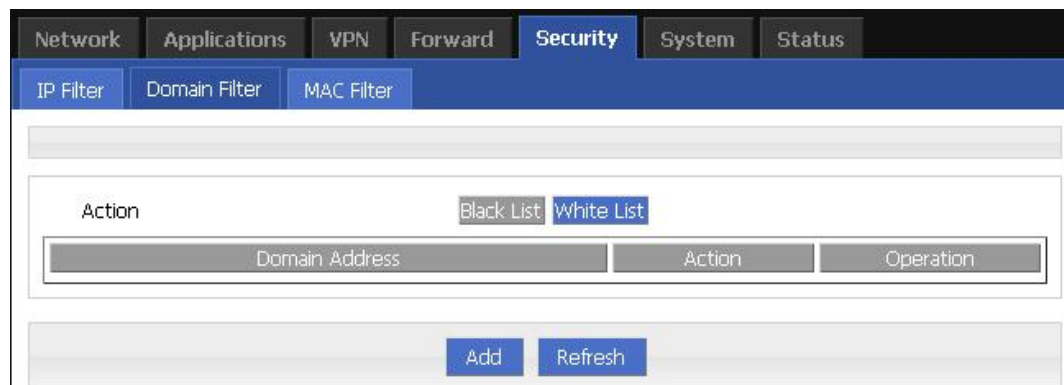 Network Applications VPN Forward Security System Status
IP Filter Domain Filter MAC Filter
Action Black List White List
Domain Address Action Operation
Add Refresh